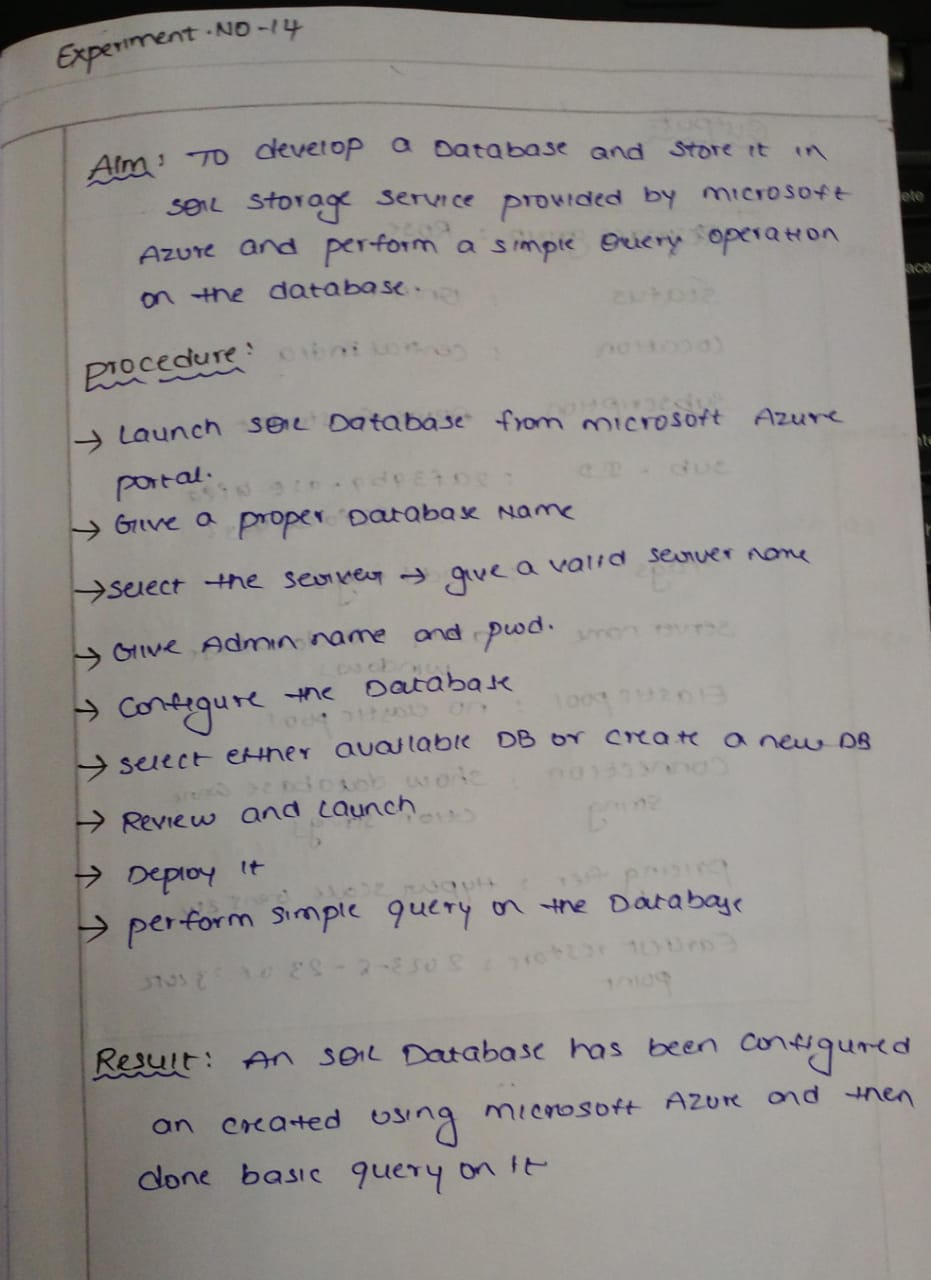 Experiment.NO-14
Aim: To develop a Database and store it in
SQL storage service provided by microsoft
Azure and perform a simple Query operation
on the database.
procedure:
→ Launch SQL Database from microsoft Azure
portal.
→ Give a proper Database Name
→ select the server → give a valid server name
→ Give Admin name and pwd.
→ configure the Database
→ select either available DB or create a new DB
→ Review and Launch
→ Deploy it
→ perform simple query on the Database
Result: An SQL Database has been configured
an created using microsoft Azure and then
done basic query on it